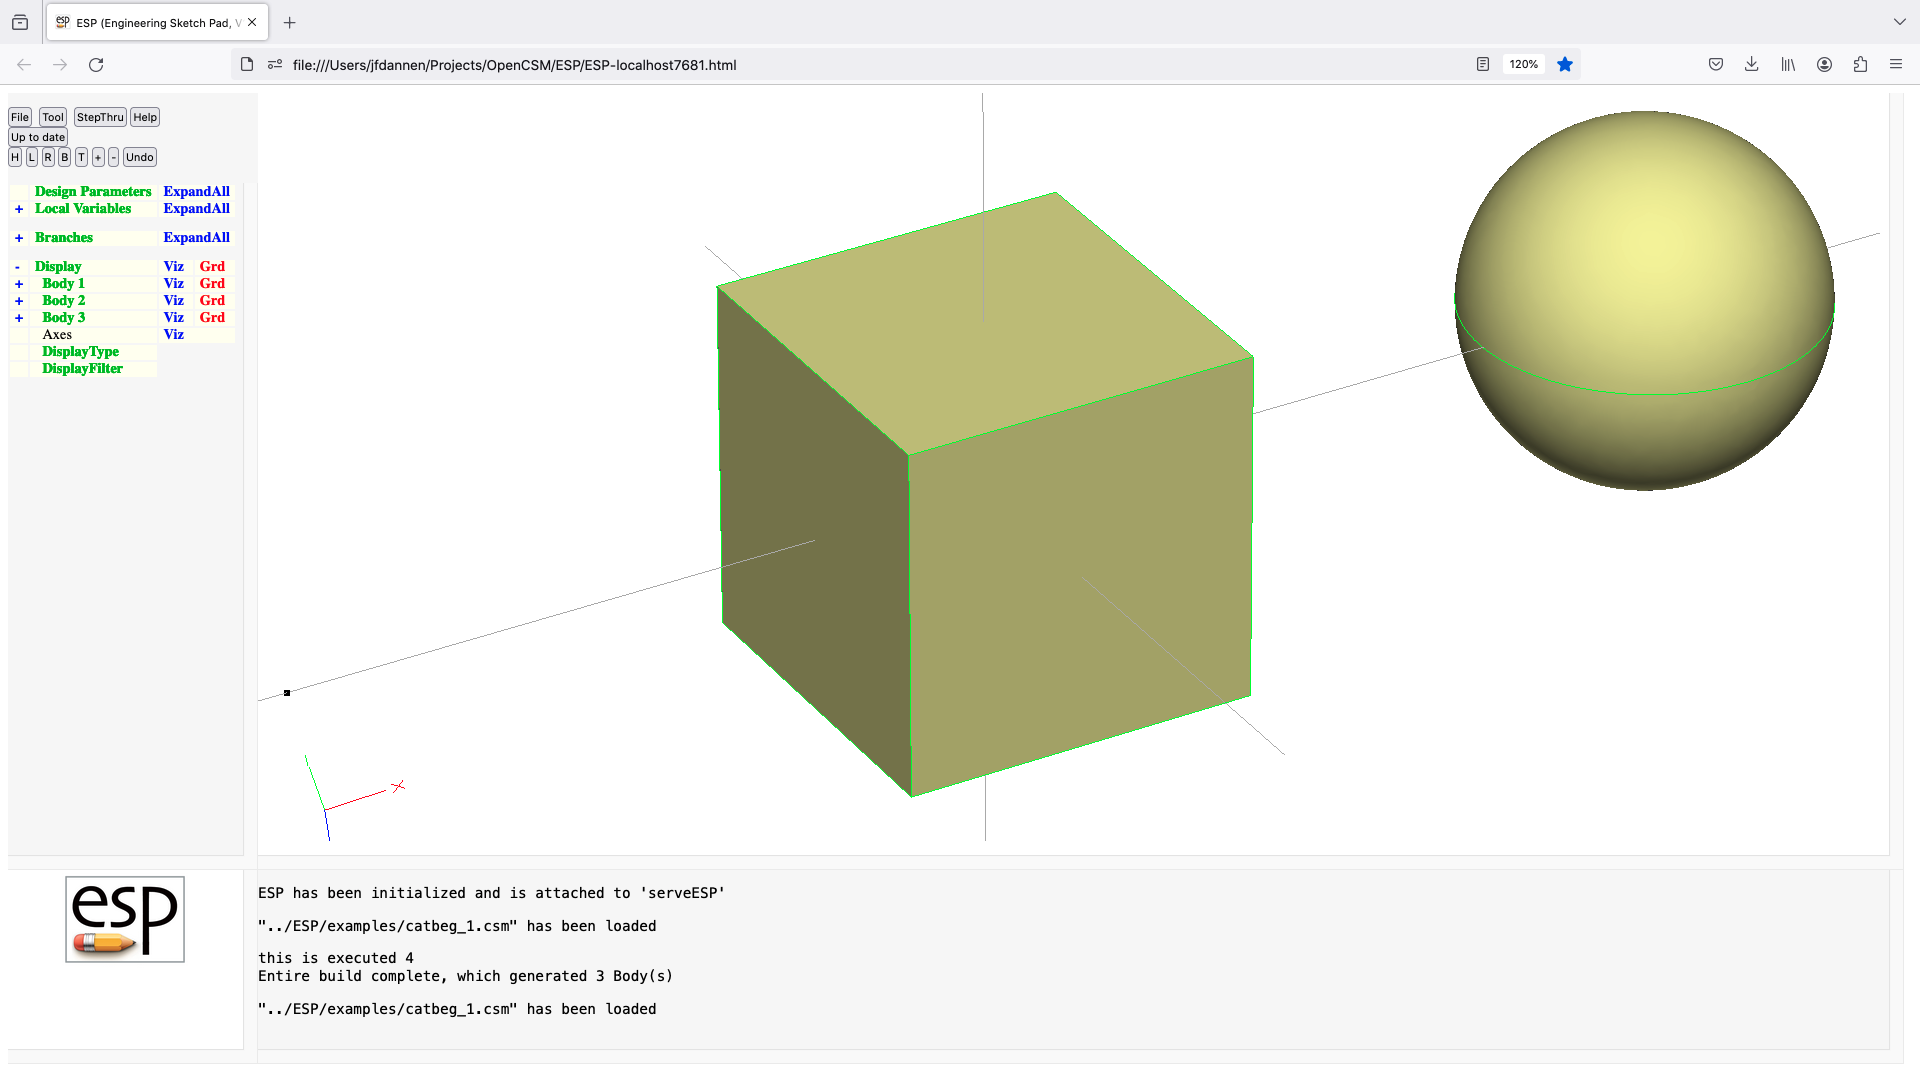 ESP (Engineering Sketch Pad, V
file:///Users/jfdannen/Projects/OpenCSM/ESP/ESP-localhost7681.html
120%
File Tool StepThru Help
Up to date
H L R B T + - Undo
Design Parameters ExpandAll
+ Local Variables ExpandAll
+ Branches ExpandAll
- Display Viz Grd
+ Body 1 Viz Grd
+ Body 2 Viz Grd
+ Body 3 Viz Grd
Axes Viz
DisplayType
DisplayFilter
X
esp
ESP has been initialized and is attached to 'serveESP'
"../ESP/examples/catbeg_1.csm" has been loaded
this is executed 4
Entire build complete, which generated 3 Body(s)
"../ESP/examples/catbeg_1.csm" has been loaded